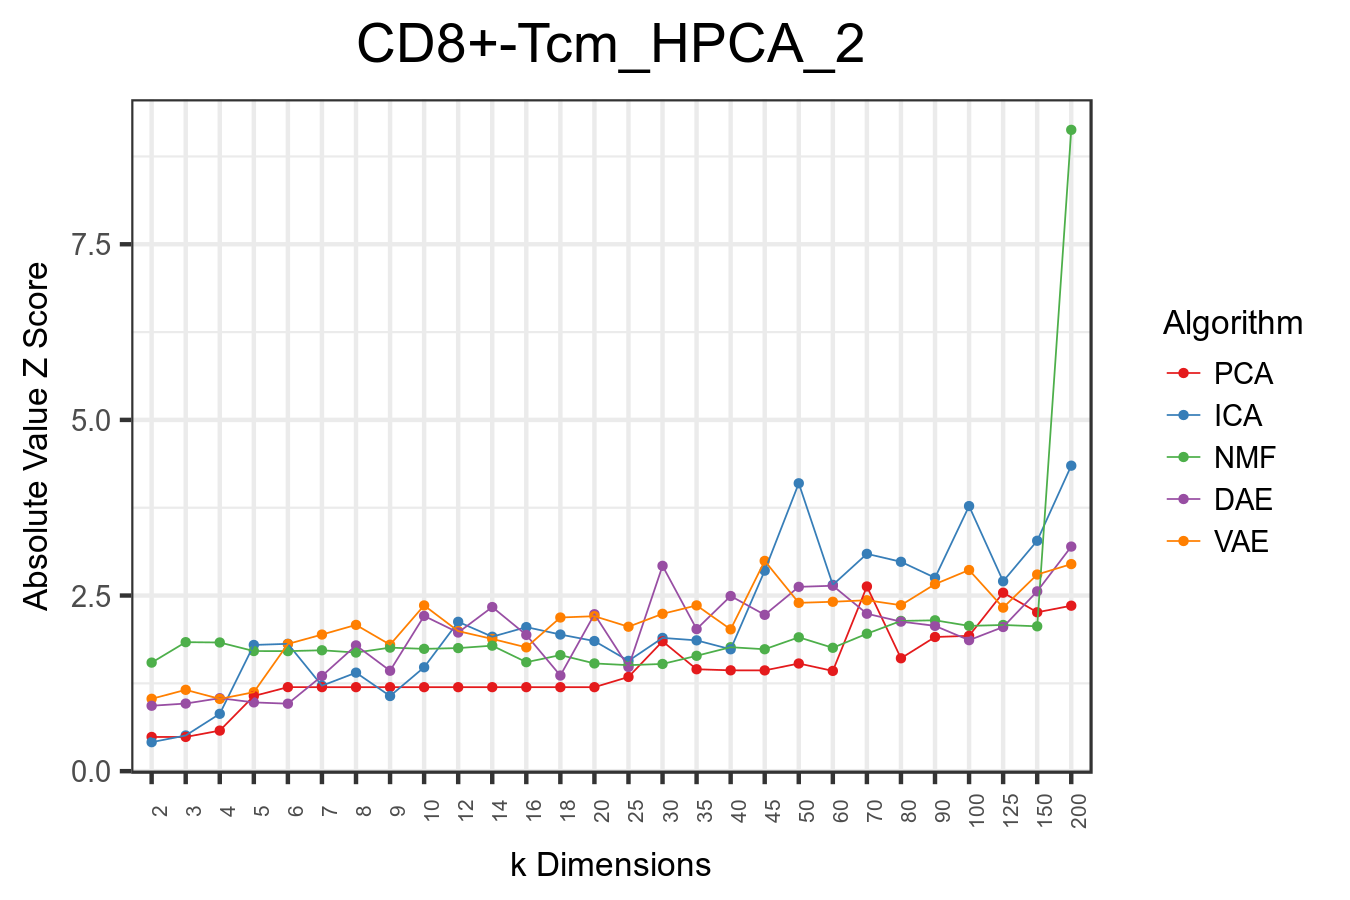 CD8+-Tcm_HPCA_2
Absolute Value Z Score
7.5
5.0
2.5
0.0
2 3 4 5 6 7 8 9 10 12 14 16 18 20 25 30 35 40 45 50 60 70 80 90 100 125 150 200
k Dimensions
Algorithm
PCA
ICA
NMF
DAE
VAE